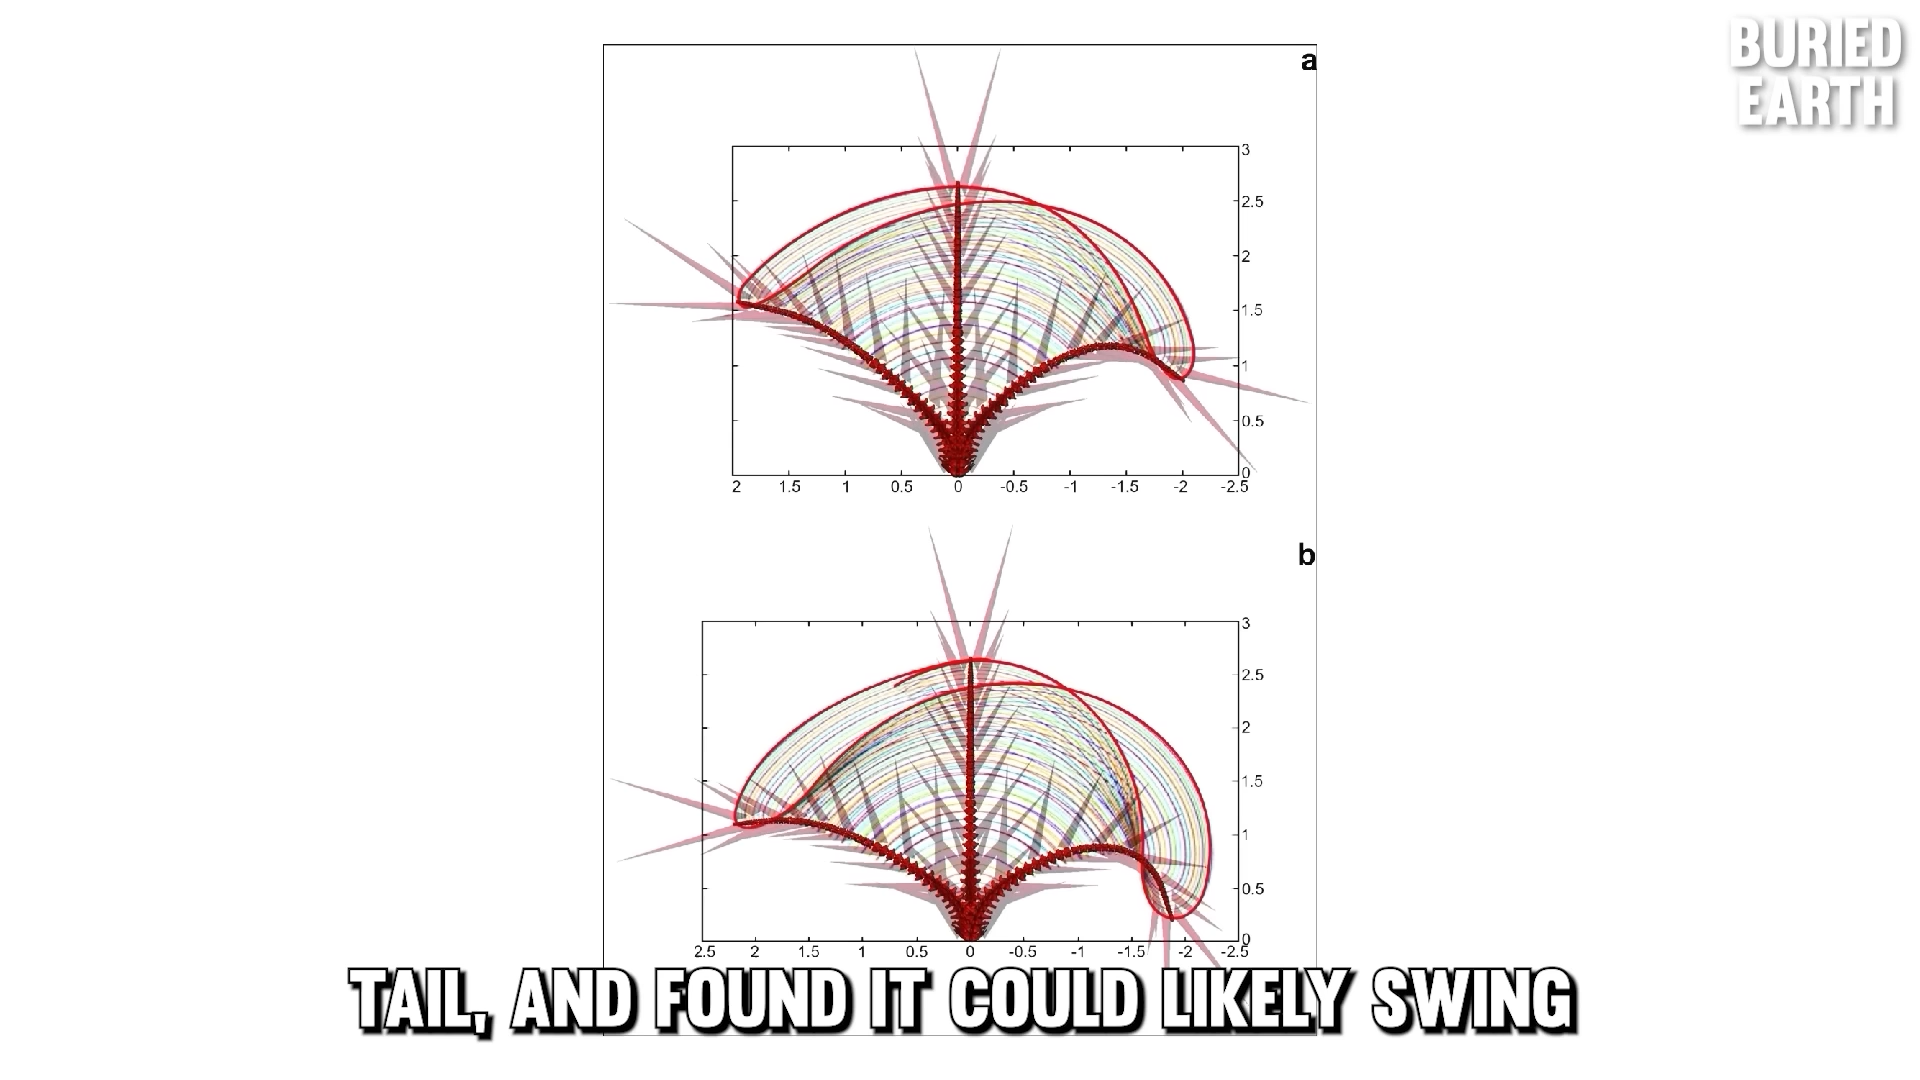 BURIED
EARTH
a
3
2.5
2
1.5
1
0.5
0
2 1.5 1 0.5 0 -0.5 -1 -1.5 -2 -2.5
b
3
2.5
2
1.5
1
0.5
0
2.5 2 1.5 1 0.5 0 -0.5 -1 -1.5 -2 -2.5
TAIL, AND FOUND IT COULD LIKELY SWING